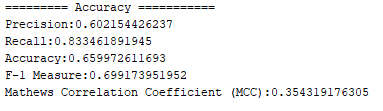 ========= Accuracy ===========
Precision:0.602154426237
Recall:0.833461891945
Accuracy:0.659972611693
F-1 Measure:0.699173951952
Mathews Correlation Coefficient (MCC):0.354319176305